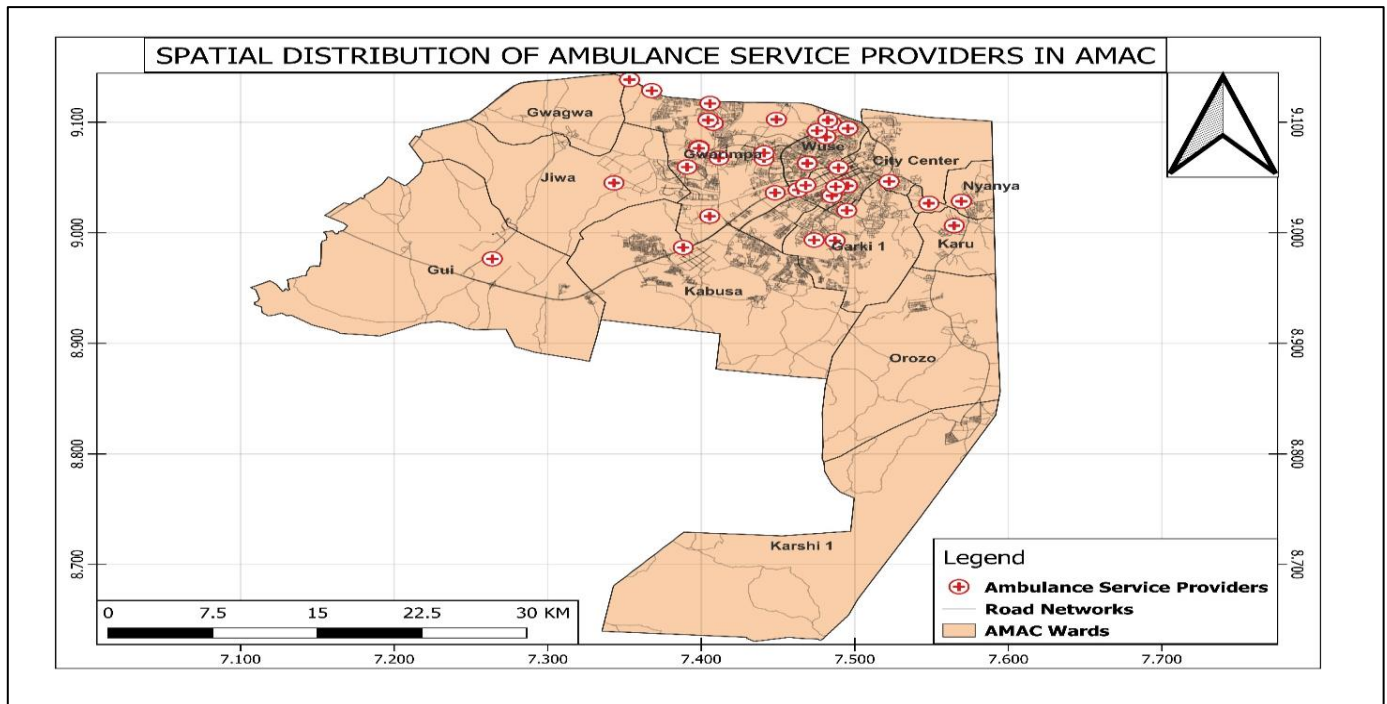 SPATIAL DISTRIBUTION OF AMBULANCE SERVICE PROVIDERS IN AMAC
9.100
9.000
8.900
8.800
8.700
Gwagwa
Gwarimpa
Wuse
City Center
Jiwa
Nyanya
Garki 1
Karu
Gui
Kabusa
Orozo
Karshi 1
9.100
9.000
8.900
8.800
8.700
Legend
Ambulance Service Providers
Road Networks
AMAC Wards
0 7.5 15 22.5 30 KM
7.100 7.200 7.300 7.400 7.500 7.600 7.700